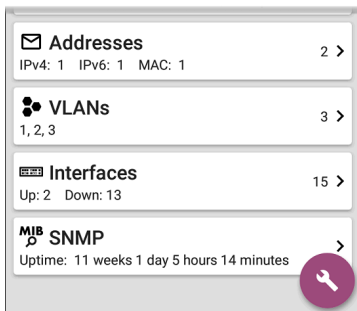 Addresses
2
IPv4: 1 IPv6: 1 MAC: 1
VLANs
3
1, 2, 3
Interfaces
15
Up: 2 Down: 13
MIB SNMP
Uptime: 11 weeks 1 day 5 hours 14 minutes